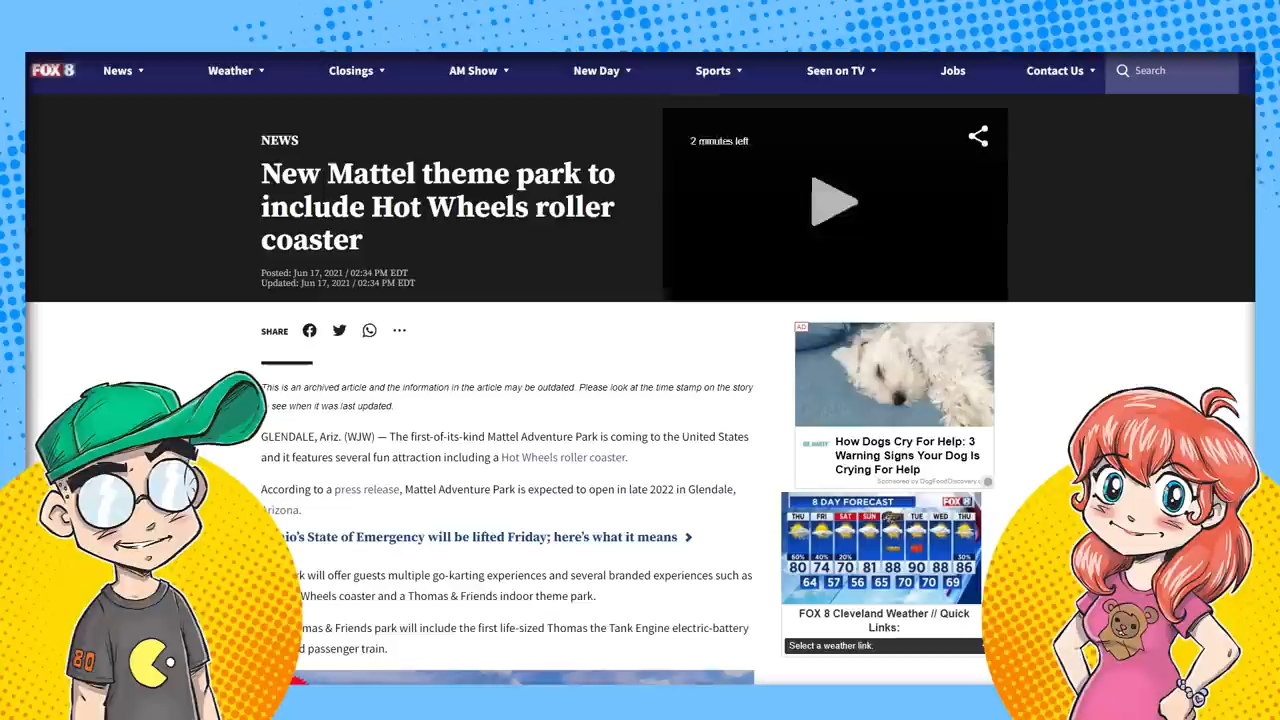 FOX 8
News
Weather
Closings
AM Show
New Day
Sports
Seen on TV
Jobs
Contact Us
Search
NEWS
New Mattel theme park to
include Hot Wheels roller
coaster
Posted: Jun 17, 2021 / 02:34 PM EDT
Updated: Jun 17, 2021 / 02:34 PM EDT
2 minutes left
SHARE
This is an archived article and the information in the article may be outdated. Please look at the time stamp on the story
see when it was last updated.
GLENDALE, Ariz. (WJW) — The first-of-its-kind Mattel Adventure Park is coming to the United States
and it features several fun attraction including a Hot Wheels roller coaster.
According to a press release, Mattel Adventure Park is expected to open in late 2022 in Glendale,
rizona.
io's State of Emergency will be lifted Friday; here's what it means
rk will offer guests multiple go-karting experiences and several branded experiences such as
Wheels coaster and a Thomas & Friends indoor theme park.
mas & Friends park will include the first life-sized Thomas the Tank Engine electric-battery
d passenger train.
AD
How Dogs Cry For Help: 3
Warning Signs Your Dog Is
Crying For Help
Sponsored by DogFoodDiscovery.c
8 DAY FORECAST
FOX 8
THU FRI SAT SUN TUE WED THU
60% 74% 20% 30%
80 74 70 81 88 90 88 86
64 57 56 65 70 70 69
FOX 8 Cleveland Weather // Quick
Links:
Select a weather link.
80